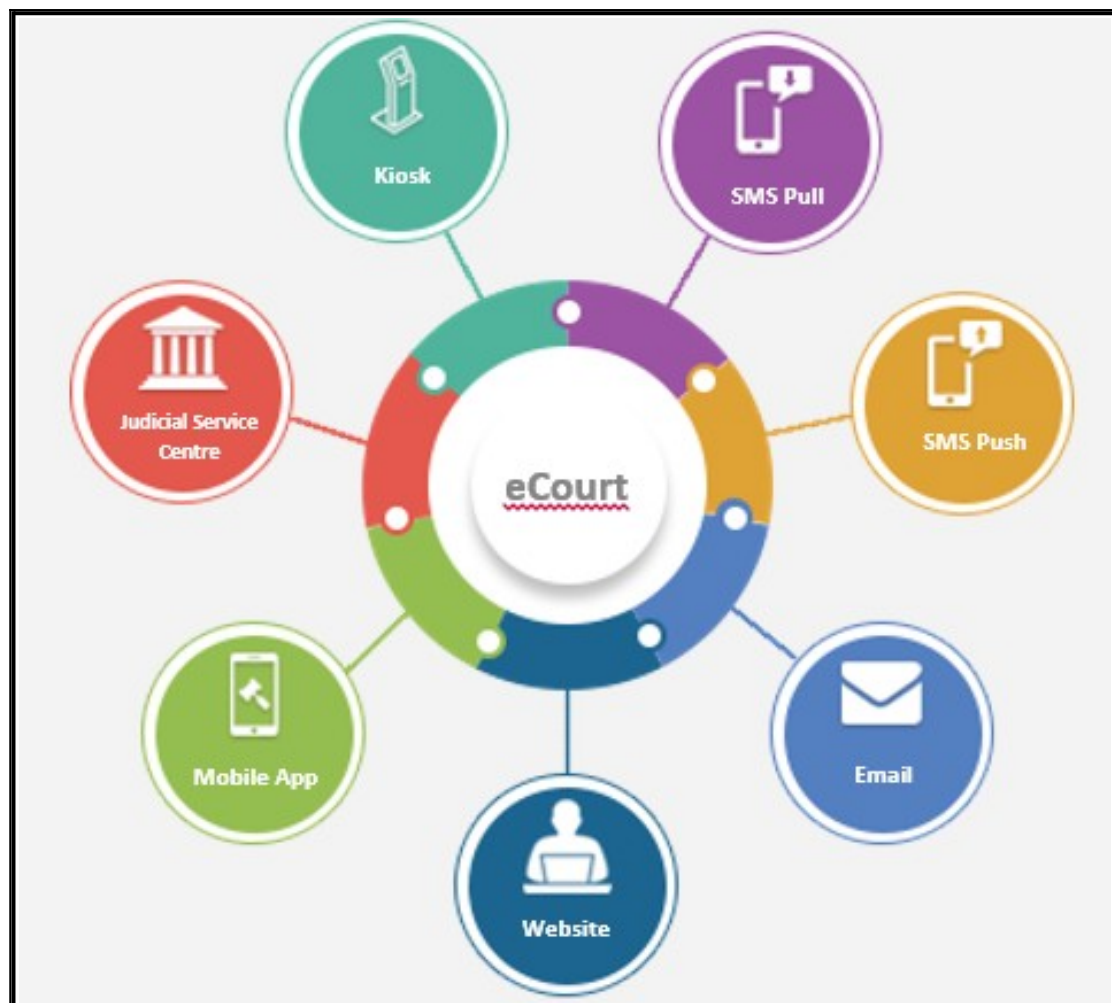 Kiosk
SMS Pull
Judicial Service
Centre
SMS Push
eCourt
Mobile App
Email
Website